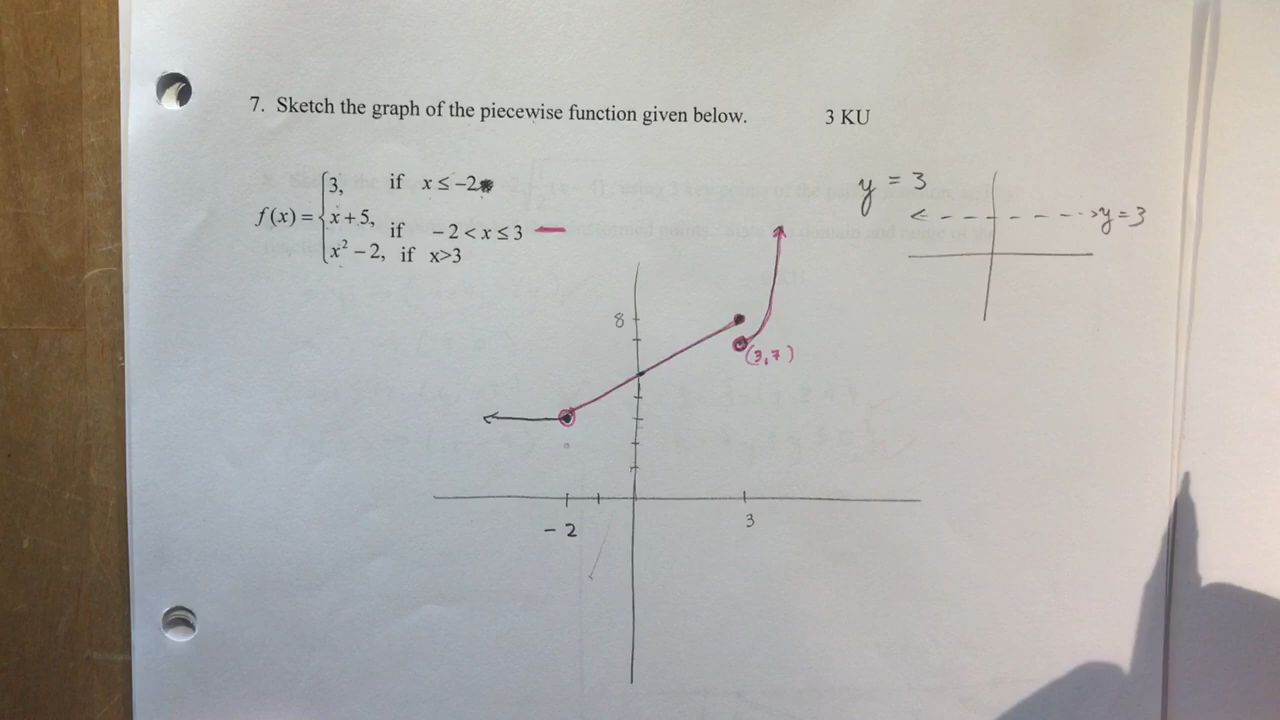 7. Sketch the graph of the piecewise function given below. 3 KU
3, if x ≤ -2
f(x) = x + 5, if -2 < x ≤ 3
x² - 2, if x>3
y = 3
y = 3
8
(3,7)
-2
3